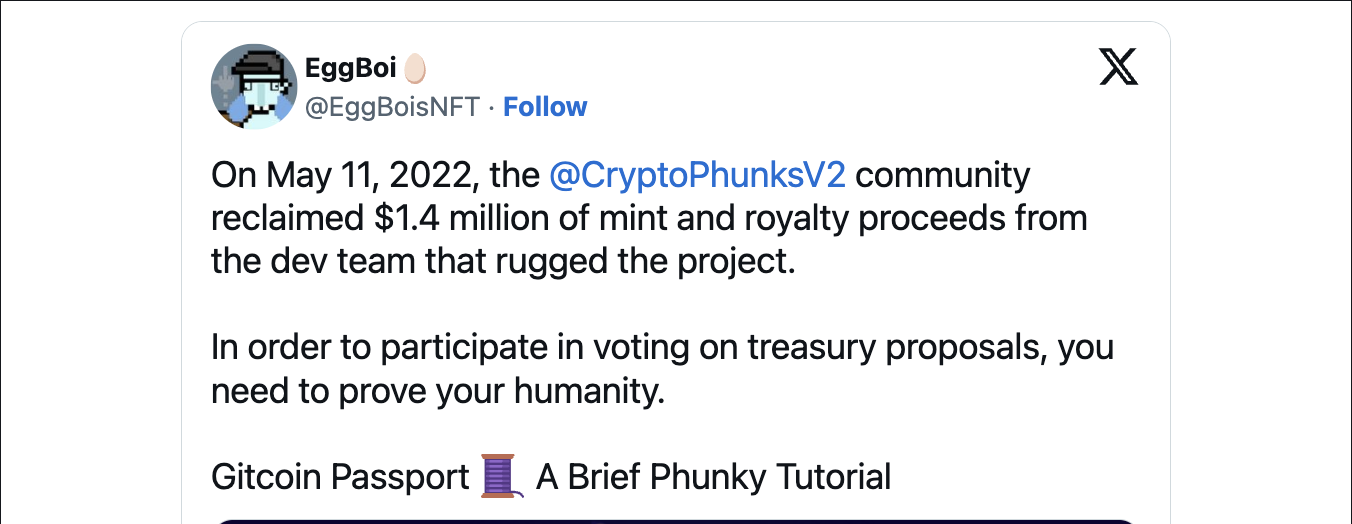 EggBoi 🥚
@EggBoisNFT · Follow
On May 11, 2022, the @CryptoPhunksV2 community
reclaimed $1.4 million of mint and royalty proceeds from
the dev team that rugged the project.
In order to participate in voting on treasury proposals, you
need to prove your humanity.
Gitcoin Passport 🧵 A Brief Phunky Tutorial